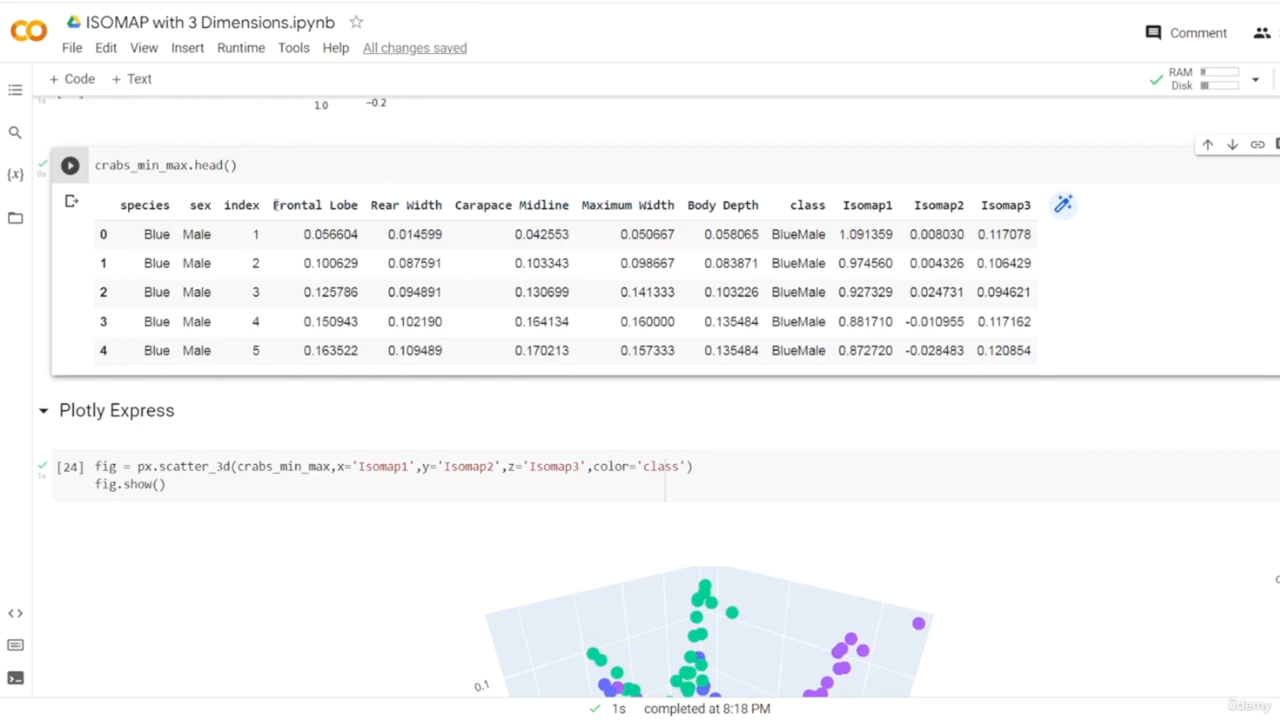 ISOMAP with 3 Dimensions.ipynb
Comment
File Edit View Insert Runtime Tools Help All changes saved
+ Code + Text
RAM
Disk
1s
1.0 −0.2
0s
crabs_min_max.head()
species sex index Frontal Lobe Rear Width Carapace Midline Maximum Width Body Depth class Isomap1 Isomap2 Isomap3
0 Blue Male 1 0.056604 0.014599 0.042553 0.050667 0.058065 BlueMale 1.091359 0.008030 0.117078
1 Blue Male 2 0.100629 0.087591 0.103343 0.098667 0.083871 BlueMale 0.974560 0.004326 0.106429
2 Blue Male 3 0.125786 0.094891 0.130699 0.141333 0.103226 BlueMale 0.927329 0.024731 0.094621
3 Blue Male 4 0.150943 0.102190 0.164134 0.160000 0.135484 BlueMale 0.881710 -0.010955 0.117162
4 Blue Male 5 0.163522 0.109489 0.170213 0.157333 0.135484 BlueMale 0.872720 -0.028483 0.120854
Plotly Express
1s
[24] fig = px.scatter_3d(crabs_min_max,x='Isomap1',y='Isomap2',z='Isomap3',color='class')
fig.show()
0.1
1s completed at 8:18 PM
ûdemy